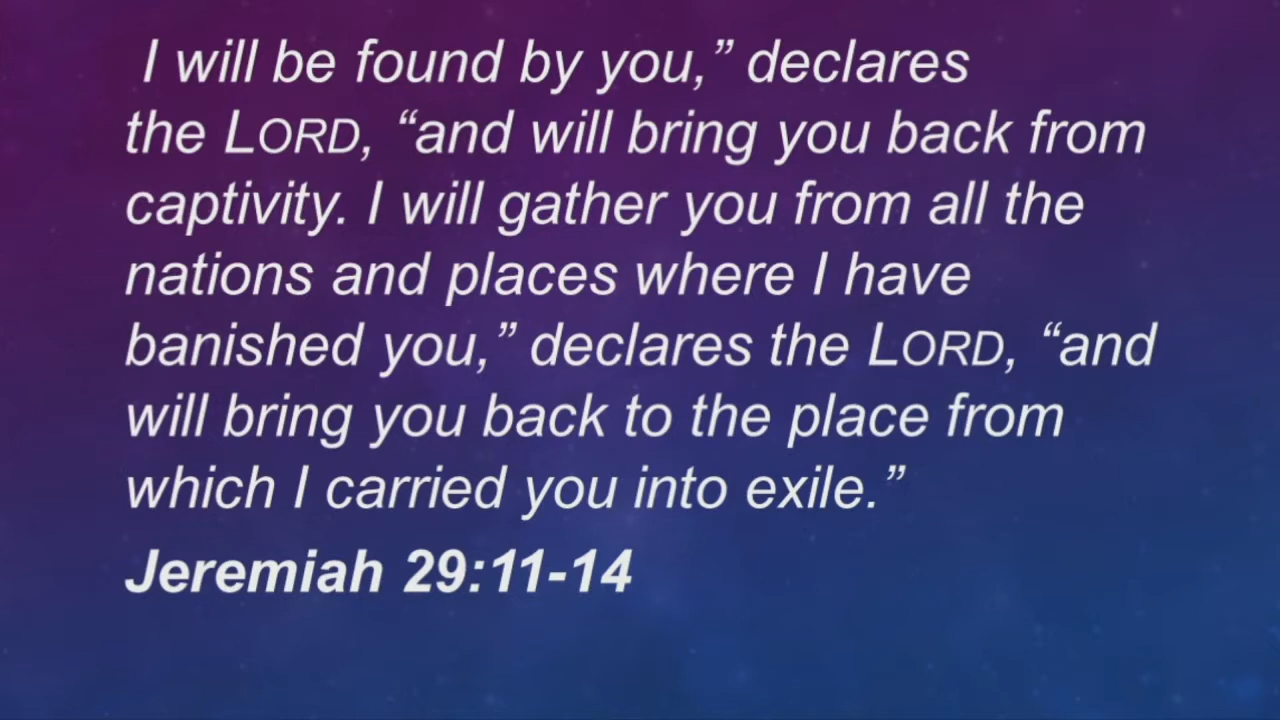 I will be found by you,” declares
the LORD, “and will bring you back from
captivity. I will gather you from all the
nations and places where I have
banished you,” declares the LORD, “and
will bring you back to the place from
which I carried you into exile.”
Jeremiah 29:11-14